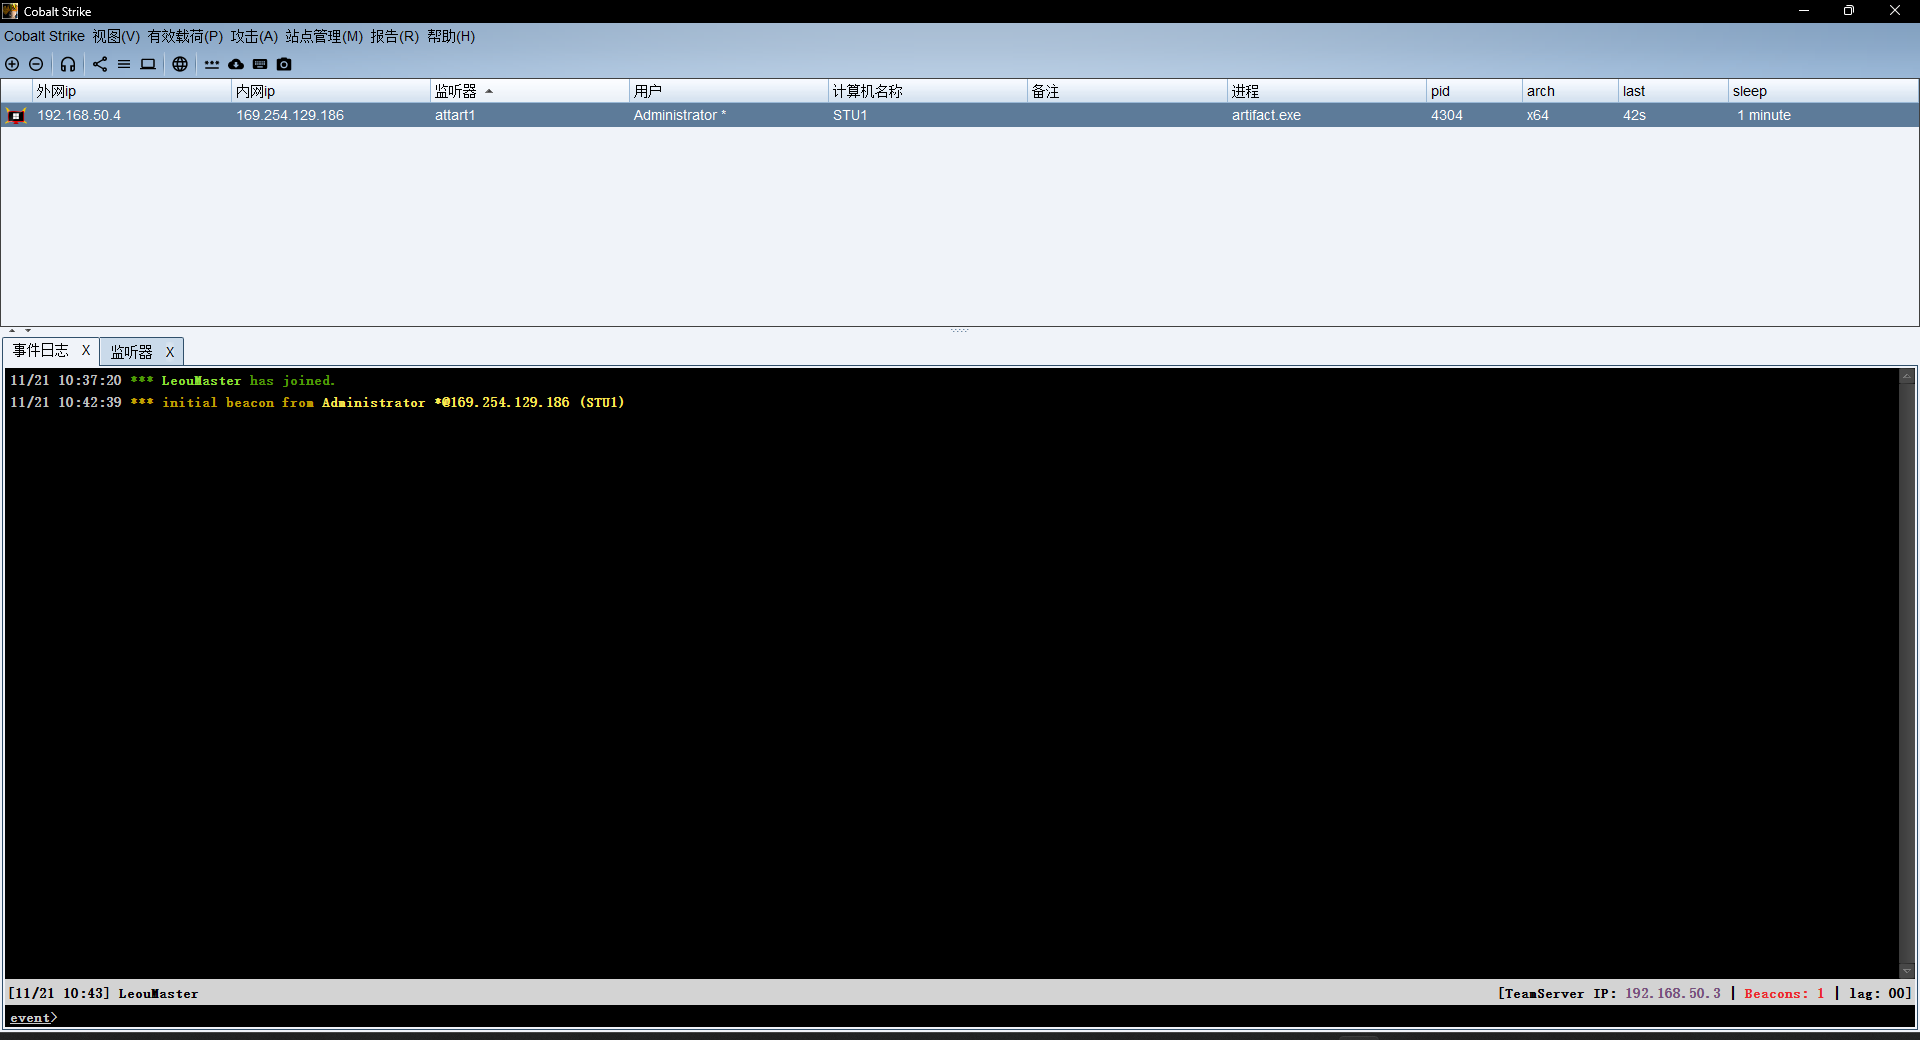 Cobalt Strike
Cobalt Strike 视图(V) 有效载荷(P) 攻击(A) 站点管理(M) 报告(R) 帮助(H)
外网ip 内网ip 监听器 用户 计算机名称 备注 进程 pid arch last sleep
192.168.50.4 169.254.129.186 attart1 Administrator * STU1 artifact.exe 4304 x64 42s 1 minute
事件日志 X 监听器 X
11/21 10:37:20 *** LeouMaster has joined.
11/21 10:42:39 *** initial beacon from Administrator *@169.254.129.186 (STU1)
[11/21 10:43] LeouMaster [TeamServer IP: 192.168.50.3 | Beacons: 1 | lag: 00]
event>